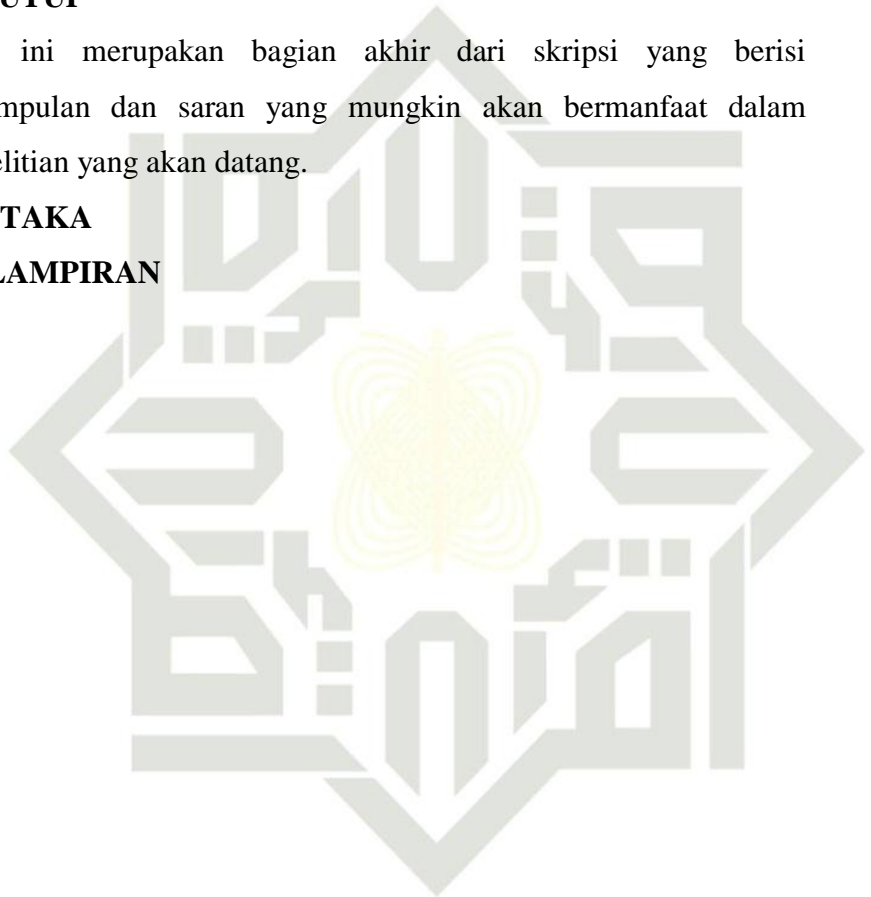 UTUP
ini merupakan bagian akhir dari skripsi yang berisi
mpulan dan saran yang mungkin akan bermanfaat dalam
elitian yang akan datang.
TAKA
LAMPIRAN